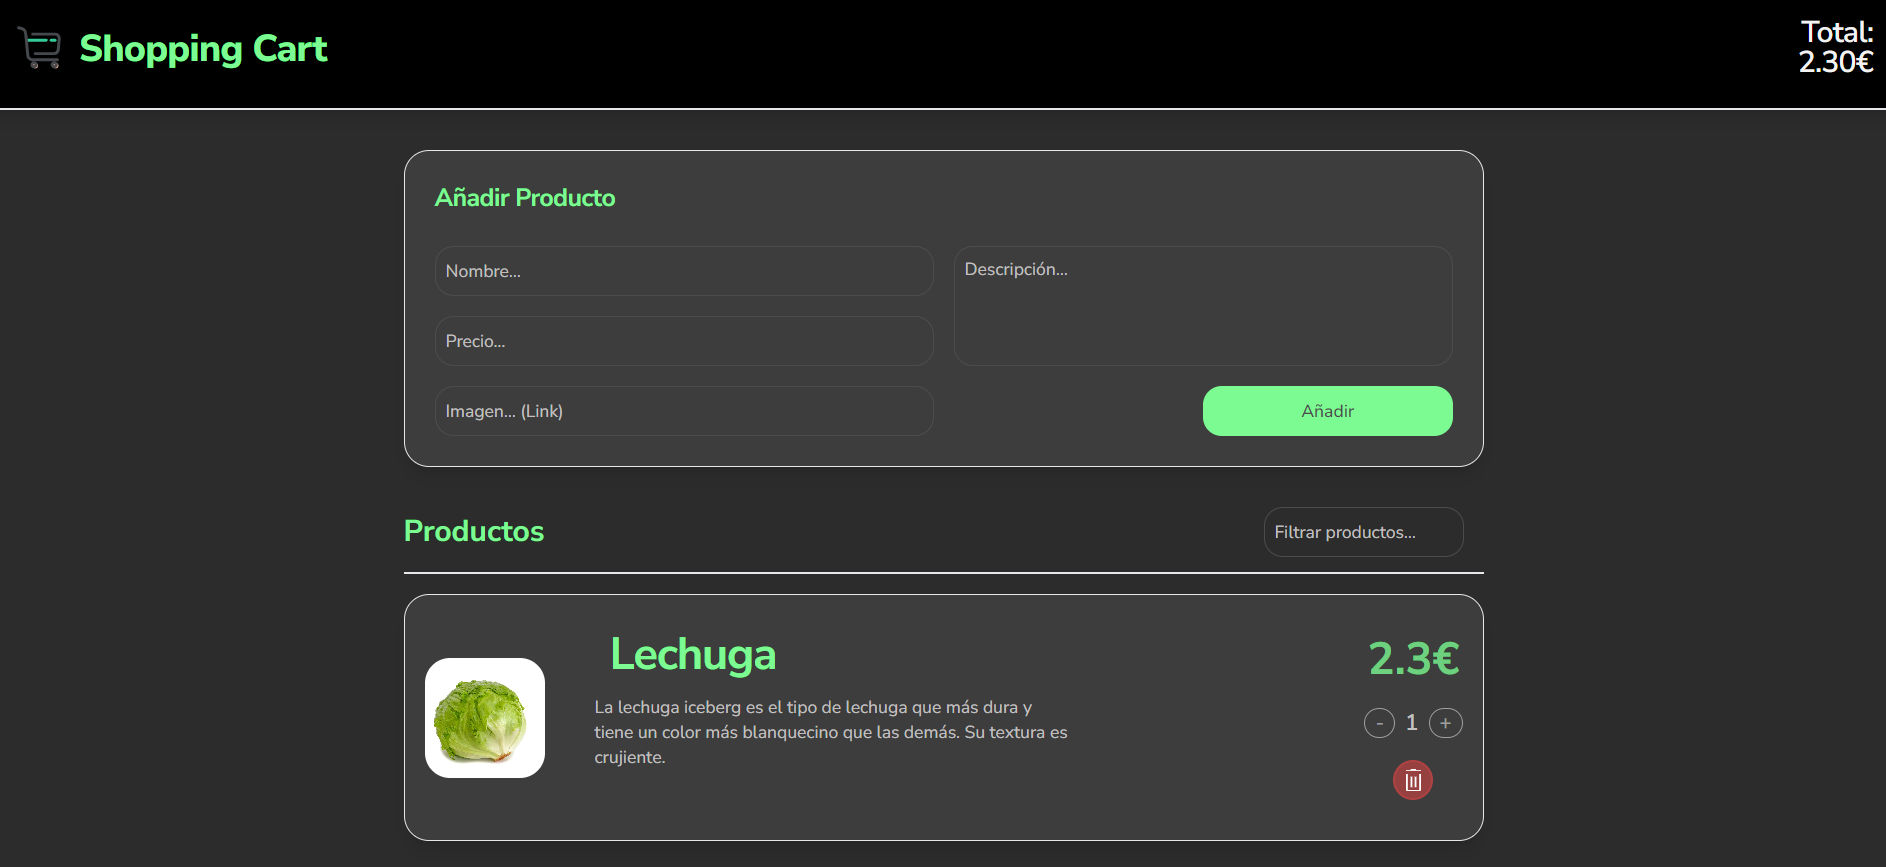 Shopping Cart
Total:
2.30€
Añadir Producto
Nombre...
Descripción...
Precio...
Imagen... (Link)
Añadir
Productos
Filtrar productos...
Lechuga
2.3€
La lechuga iceberg es el tipo de lechuga que más dura y
tiene un color más blanquecino que las demás. Su textura es
crujiente.
- 1 +